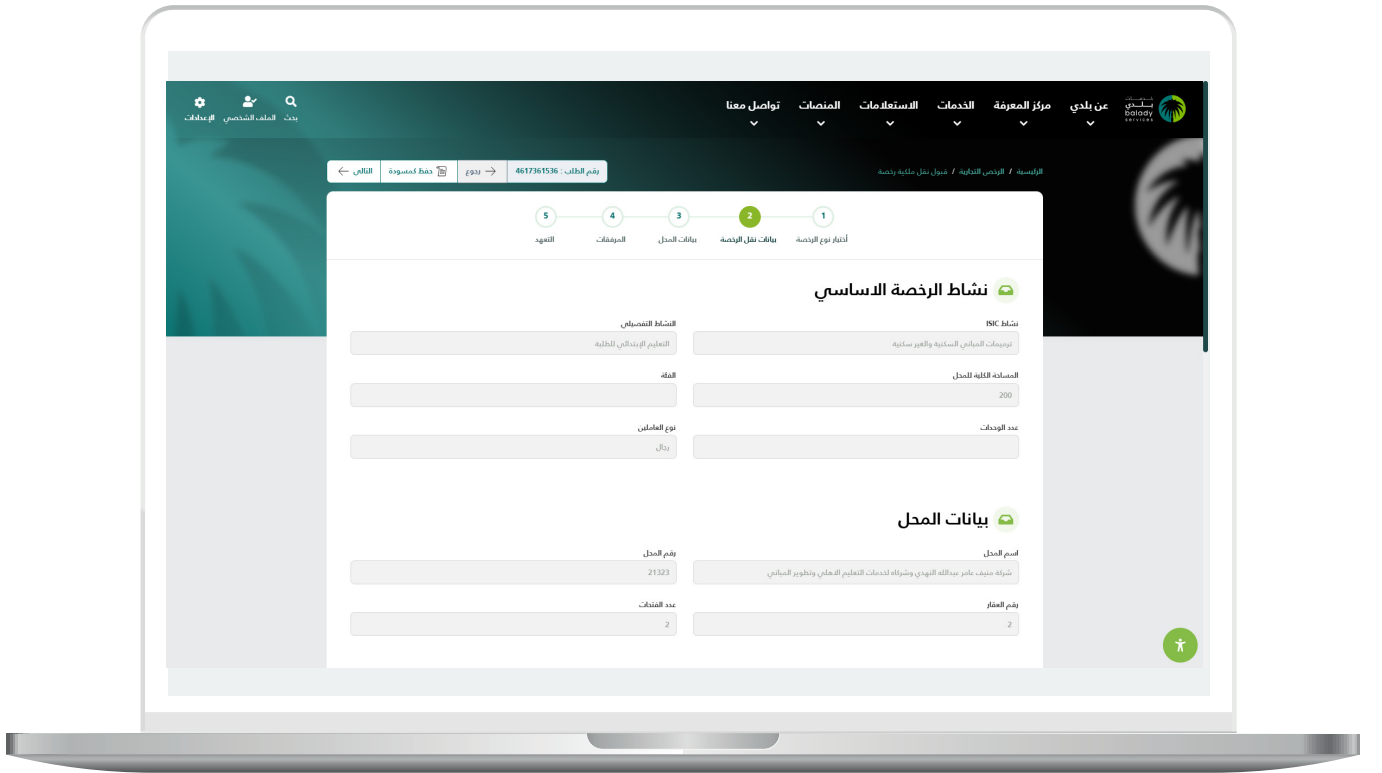 خدمات
بلدي
balady
services
عن بلدي
مركز المعرفة
الخدمات
الاستعلامات
المنصات
تواصل معنا
بحث
الملف الشخصي
الإعدادات
الرئيسية / الرخص التجارية / قبول نقل ملكية رخصة
رقم الطلب : 4617361536
رجوع
حفظ كمسودة
التالي
1 2 3 4 5
أختيار نوع الرخصة
بيانات نقل الرخصة
بيانات المحل
المرفقات
التعهد
نشاط الرخصة الاساسي
نشاط ISIC
النشاط التفصيلي
ترميمات المباني السكنية والغير سكنية
التعليم الإبتدائي للطلبة
المساحة الكلية للمحل
الفئة
200
عدد الوحدات
نوع العاملين
رجال
بيانات المحل
اسم المحل
رقم المحل
شركة منيف عامر عبدالله النهدي وشركاه لخدمات التعليم الاهلي وتطوير المباني
21323
رقم العقار
عدد الفتحات
2
2